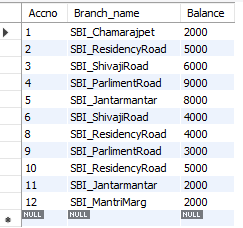 Accno Branch_name Balance
1 SBI_Chamarajpet 2000
2 SBI_ResidencyRoad 5000
3 SBI_ShivajiRoad 6000
4 SBI_ParlimentRoad 9000
5 SBI_Jantarmantar 8000
6 SBI_ShivajiRoad 4000
8 SBI_ResidencyRoad 4000
9 SBI_ParlimentRoad 3000
10 SBI_ResidencyRoad 5000
11 SBI_Jantarmantar 2000
12 SBI_MantriMarg 2000
NULL NULL NULL